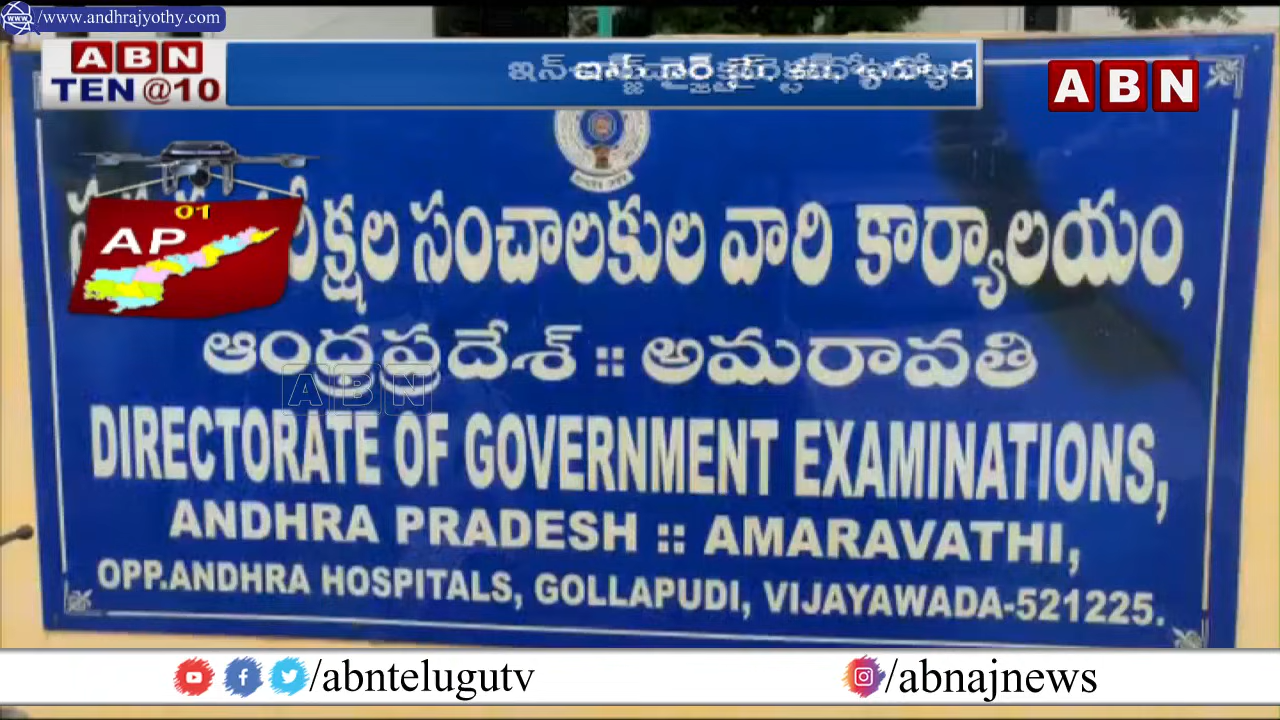 www.andhrajyothy.com
ABN
TEN @10
ABN
01
AP
సంచాలకుల వారి కార్యాలయం,
ఆంధ్రప్రదేశ్ :: అమరావతి
ABN
DIRECTORATE OF GOVERNMENT EXAMINATIONS,
ANDHRA PRADESH :: AMARAVATHI,
OPP.ANDHRA HOSPITALS, GOLLAPUDI, VIJAYAWADA-521225.
/abntelugutv
/abnajnews